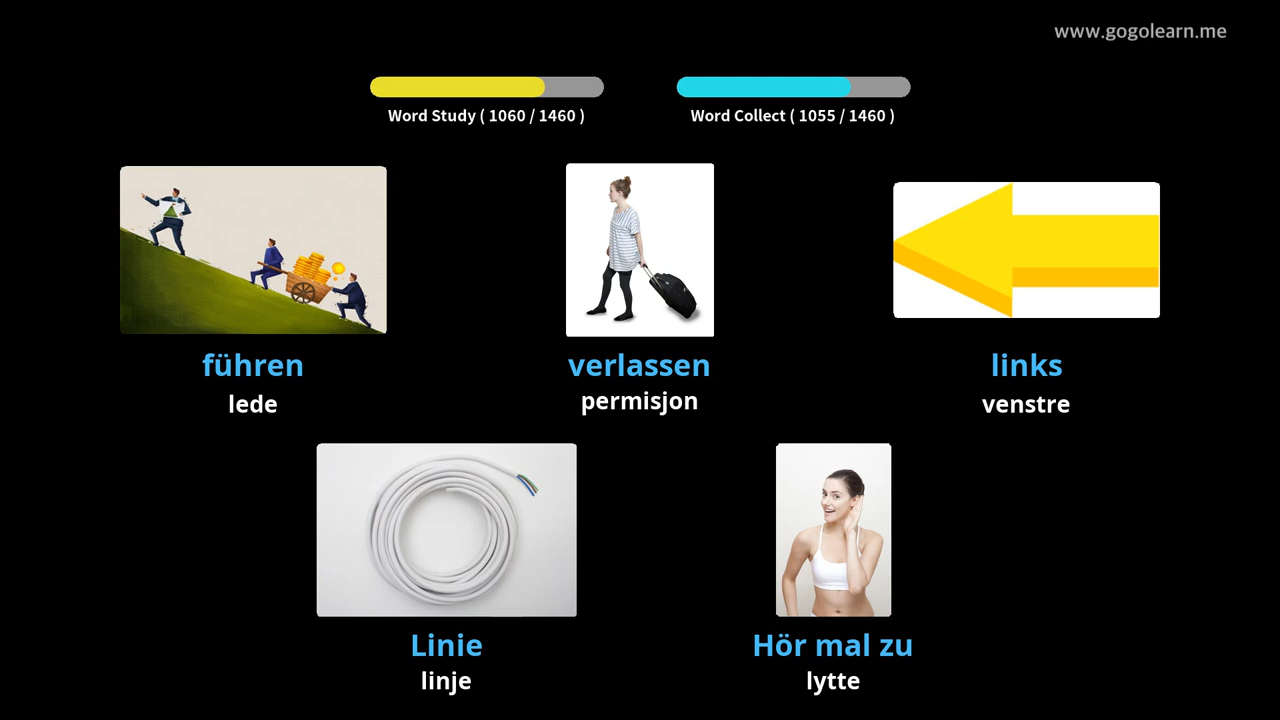 www.gogolearn.me
Word Study ( 1060 / 1460 )
Word Collect ( 1055 / 1460 )
führen
lede
verlassen
permisjon
links
venstre
Linie
linje
Hör mal zu
lytte